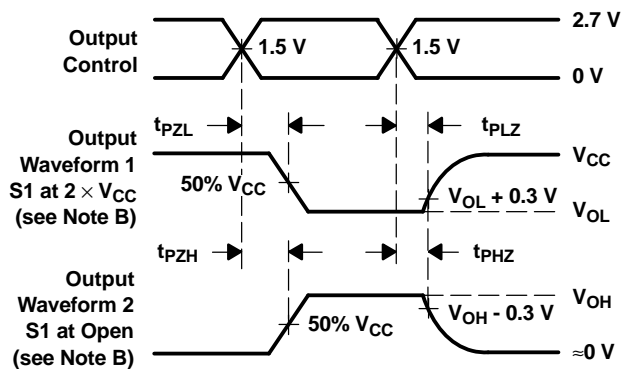 2.7 V
Output
Control
1.5 V
1.5 V
0 V
tPZL
tPLZ
Output
Waveform 1
S1 at 2 × VCC
(see Note B)
50% VCC
VCC
VOL + 0.3 V
VOL
tPZH
tPHZ
Output
Waveform 2
S1 at Open
(see Note B)
50% VCC
VOH
VOH - 0.3 V
≈0 V